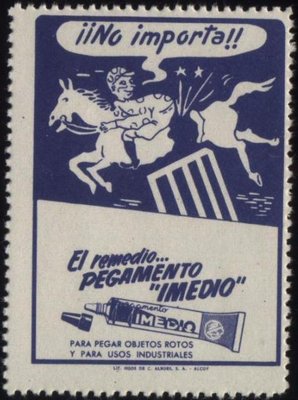 ¡¡No importa!!
El remedio...
PEGAMENTO
"IMEDIO"
pegamento
IMEDIO
PARA PEGAR OBJETOS ROTOS
Y PARA USOS INDUSTRIALES
LIT. HIJOS DE C. ALBORS, S. A. - ALCOY